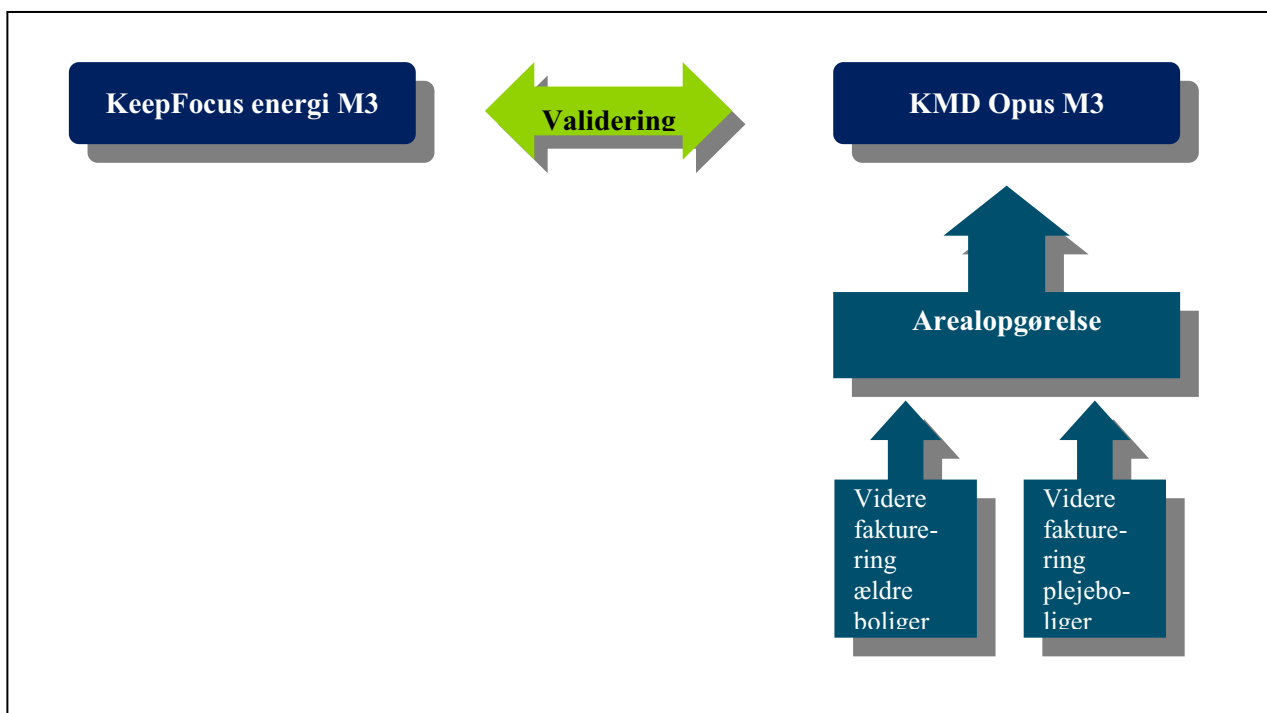 KeepFocus energi M3
Validering
KMD Opus M3
Arealopgørelse
Videre
fakture-
ring
ældre
boliger
Videre
fakture-
ring
plejebo-
liger